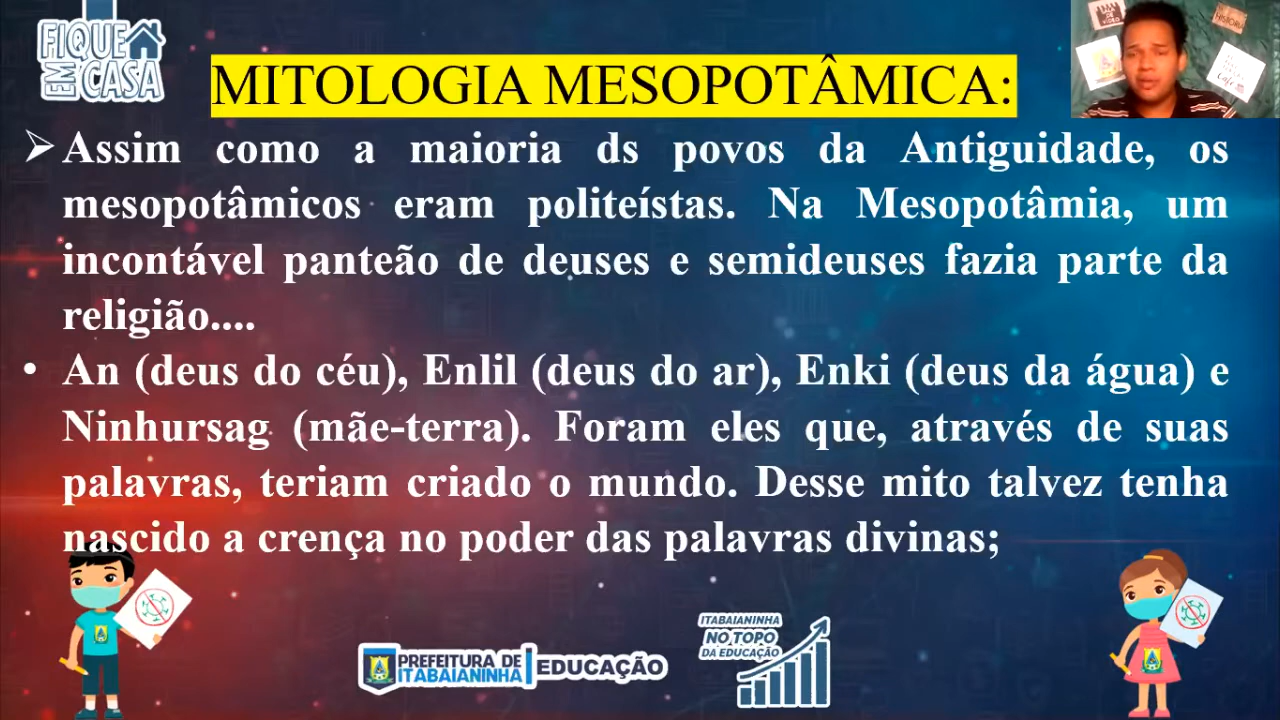 FIQUE
EM CASA
MITOLOGIA MESOPOTÂMICA:
HISTÓRIA
Assim como a maioria ds povos da Antiguidade, os
mesopotâmicos eram politeístas. Na Mesopotâmia, um
incontável panteão de deuses e semideuses fazia parte da
religião....
• An (deus do céu), Enlil (deus do ar), Enki (deus da água) e
Ninhursag (mãe-terra). Foram eles que, através de suas
palavras, teriam criado o mundo. Desse mito talvez tenha
nascido a crença no poder das palavras divinas;
PREFEITURA DE
ITABAIANINHA
EDUCAÇÃO
ITABAIANINHA
NO TOPO
DA EDUCAÇÃO